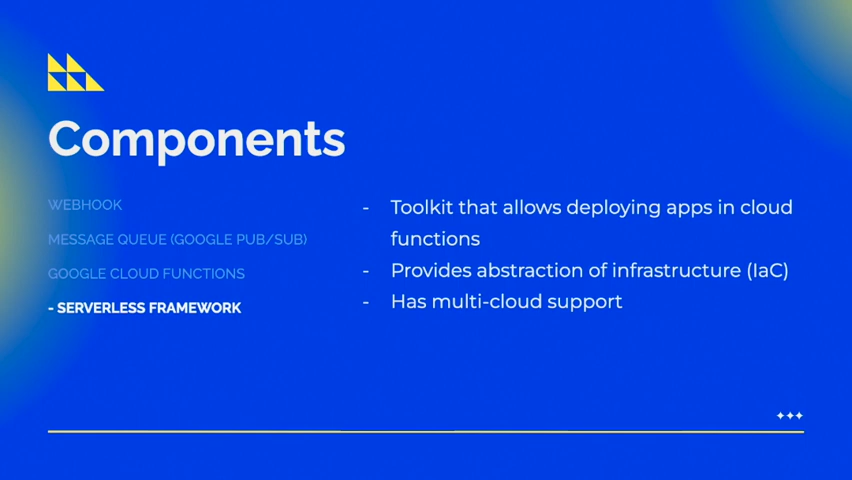 Components
WEBHOOK
MESSAGE QUEUE (GOOGLE PUB/SUB)
GOOGLE CLOUD FUNCTIONS
- SERVERLESS FRAMEWORK
- Toolkit that allows deploying apps in cloud
functions
- Provides abstraction of infrastructure (IaC)
- Has multi-cloud support